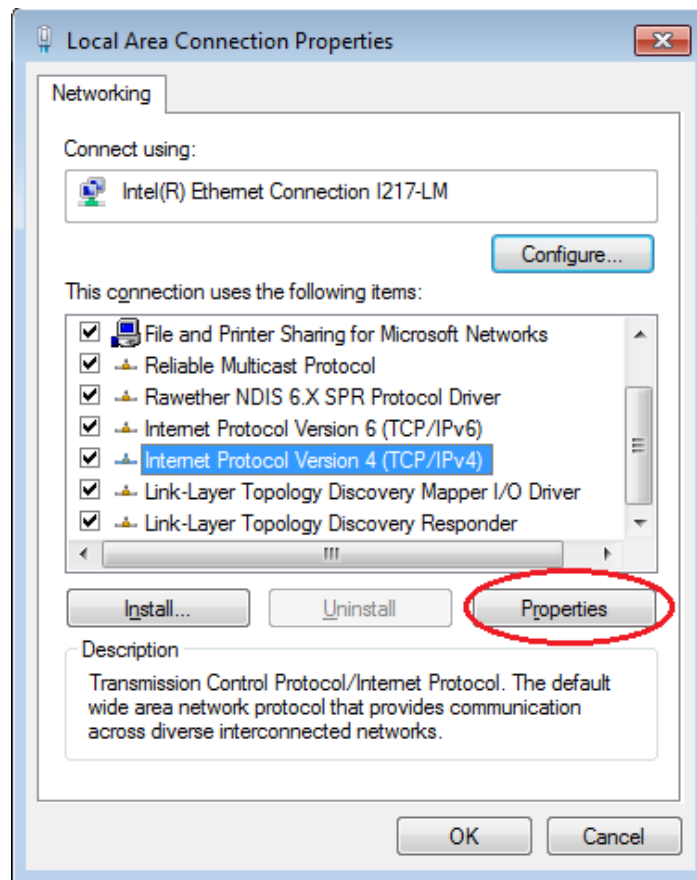 Local Area Connection Properties
Networking
Connect using:
Intel(R) Ethernet Connection I217-LM
Configure...
This connection uses the following items:
File and Printer Sharing for Microsoft Networks
Reliable Multicast Protocol
Rawether NDIS 6.X SPR Protocol Driver
Internet Protocol Version 6 (TCP/IPv6)
Internet Protocol Version 4 (TCP/IPv4)
Link-Layer Topology Discovery Mapper I/O Driver
Link-Layer Topology Discovery Responder
Install... Uninstall Properties
Description
Transmission Control Protocol/Internet Protocol. The default
wide area network protocol that provides communication
across diverse interconnected networks.
OK Cancel